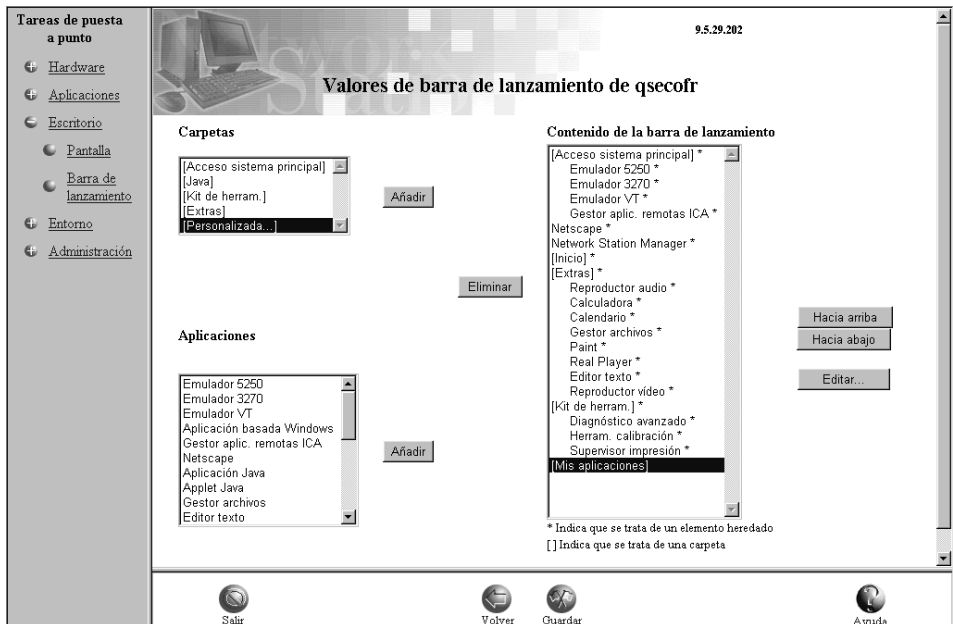 Tareas de puesta
a punto
Hardware
Aplicaciones
Escritorio
Pantalla
Barra de
lanzamiento
Entorno
Administración
9.5.29.202
Valores de barra de lanzamiento de qsecofr
Carpetas
[Acceso sistema principal]
[Java]
[Kit de herram.]
[Extras]
[Personalizada...]
Añadir
Eliminar
Aplicaciones
Emulador 5250
Emulador 3270
Emulador VT
Aplicación basada Windows
Gestor aplic. remotas ICA
Netscape
Aplicación Java
Applet Java
Gestor archivos
Editor texto
Añadir
Contenido de la barra de lanzamiento
[Acceso sistema principal] *
Emulador 5250 *
Emulador 3270 *
Emulador VT *
Gestor aplic. remotas ICA *
Netscape *
Network Station Manager *
[Inicio] *
[Extras] *
Reproductor audio *
Calculadora *
Calendario *
Gestor archivos *
Paint *
Real Player *
Editor texto *
Reproductor vídeo *
[Kit de herram.] *
Diagnóstico avanzado *
Herram. calibración *
Supervisor impresión *
[Mis aplicaciones]
* Indica que se trata de un elemento heredado
[ ] Indica que se trata de una carpeta
Hacia arriba
Hacia abajo
Editar...
Salir
Volver
Guardar
Ayuda